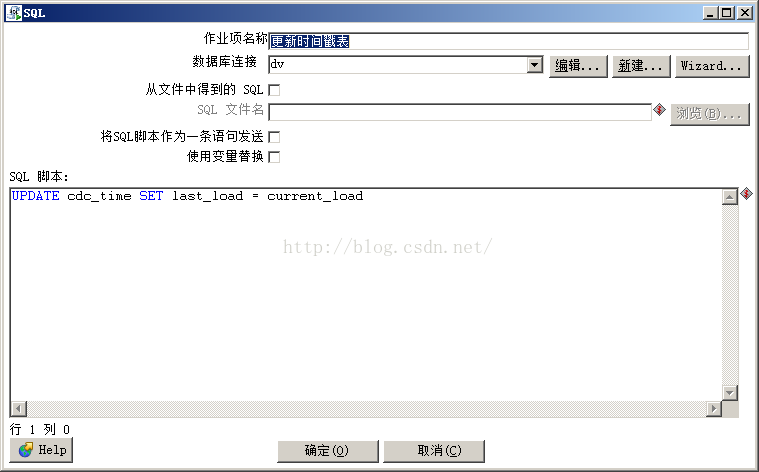 SQL
作业项名称 更新时间戳表
数据库连接 dv 编辑... 新建... Wizard...
从文件中得到的 SQL
SQL 文件名 浏览(B)...
将SQL脚本作为一条语句发送
使用变量替换
SQL 脚本:
UPDATE cdc_time SET last_load = current_load
http://blog.csdn.net/
行 1 列 0
Help 确定(O) 取消(C)